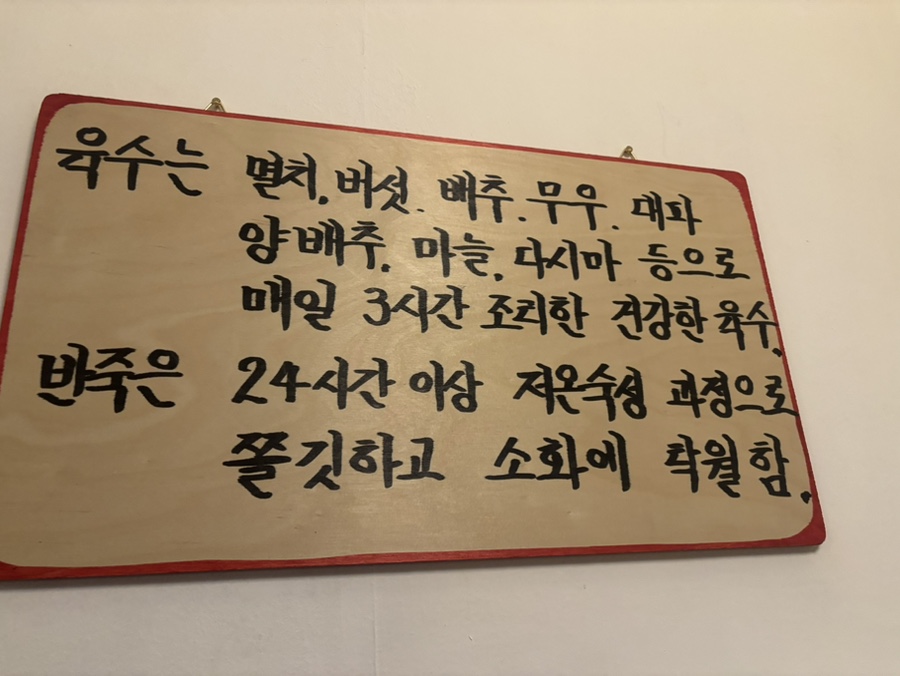 육수는 멸치, 버섯. 배추. 무우. 대파
양배추, 마늘, 다시마 등으로
매일 3시간 조리한 건강한 육수.
반죽은 24시간 이상 저온숙성 과정으로
쫄깃하고 소화에 탁월함.